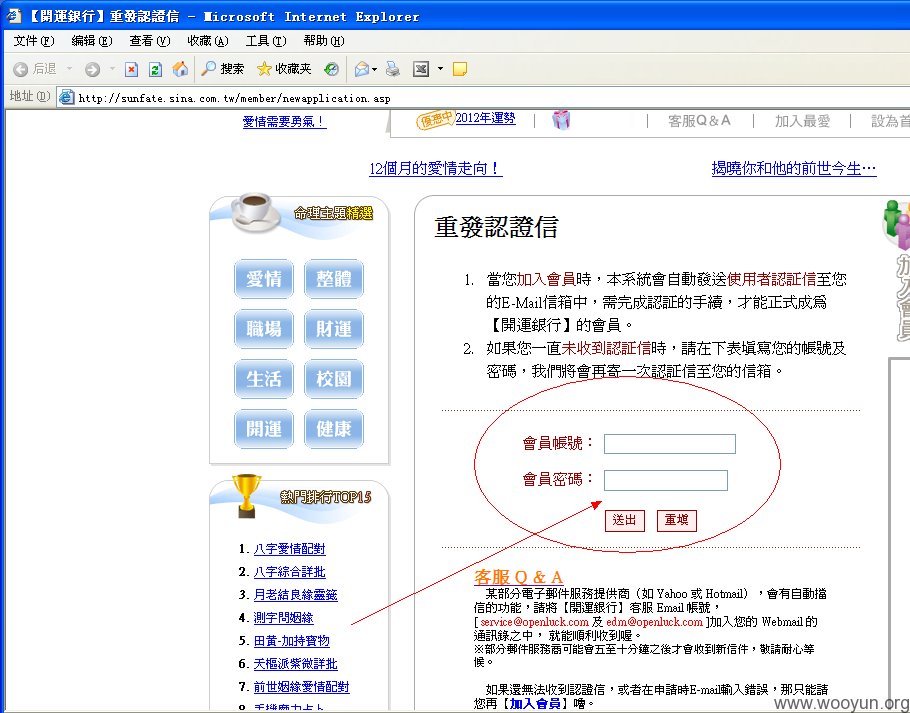 【開運銀行】重發認證信 - Microsoft Internet Explorer
文件(F) 编辑(E) 查看(V) 收藏(A) 工具(T) 帮助(H)
后退 搜索 收藏夹
地址(D) http://sunfate.sina.com.tw/member/newapplication.asp
愛情需要勇氣！ 優惠中 2012年運勢 | | 客服Q&A | 加入最愛 | 設為首
12個月的愛情走向！ 揭曉你和他的前世今生…
命理主題精選
愛情 整體
職場 財運
生活 校園
開運 健康
熱門排行TOP15
1. 八字愛情配對
2. 八字綜合詳批
3. 月老結良緣靈籤
4. 測字問姻緣
5. 田黃-加持寶物
6. 天樞派紫微詳批
7. 前世姻緣愛情配對
重發認證信
1. 當您加入會員時，本系統會自動發送使用者認証信至您
的E-Mail信箱中，需完成認証的手續，才能正式成為
【開運銀行】的會員。
2. 如果您一直未收到認証信時，請在下表填寫您的帳號及
密碼，我們將會再寄一次認証信至您的信箱。
會員帳號：
會員密碼：
送出 重填
客服 Q & A
某部分電子郵件服務提供商（如 Yahoo 或 Hotmail），會有自動擋
信的功能，請將【開運銀行】客服 Email 帳號，
[ service@openluck.com 及 edm@openluck.com ]加入您的 Webmail 的
通訊錄之中， 就能順利收到喔。
※部分郵件服務商可能會五至十分鐘之後才會收到新信件，敬請耐心等
候。
如果還無法收到認證信，或者在申請時E-mail輸入錯誤，那只能請
您再【加入會員】嚕。
加入會員
www.wooyun.org